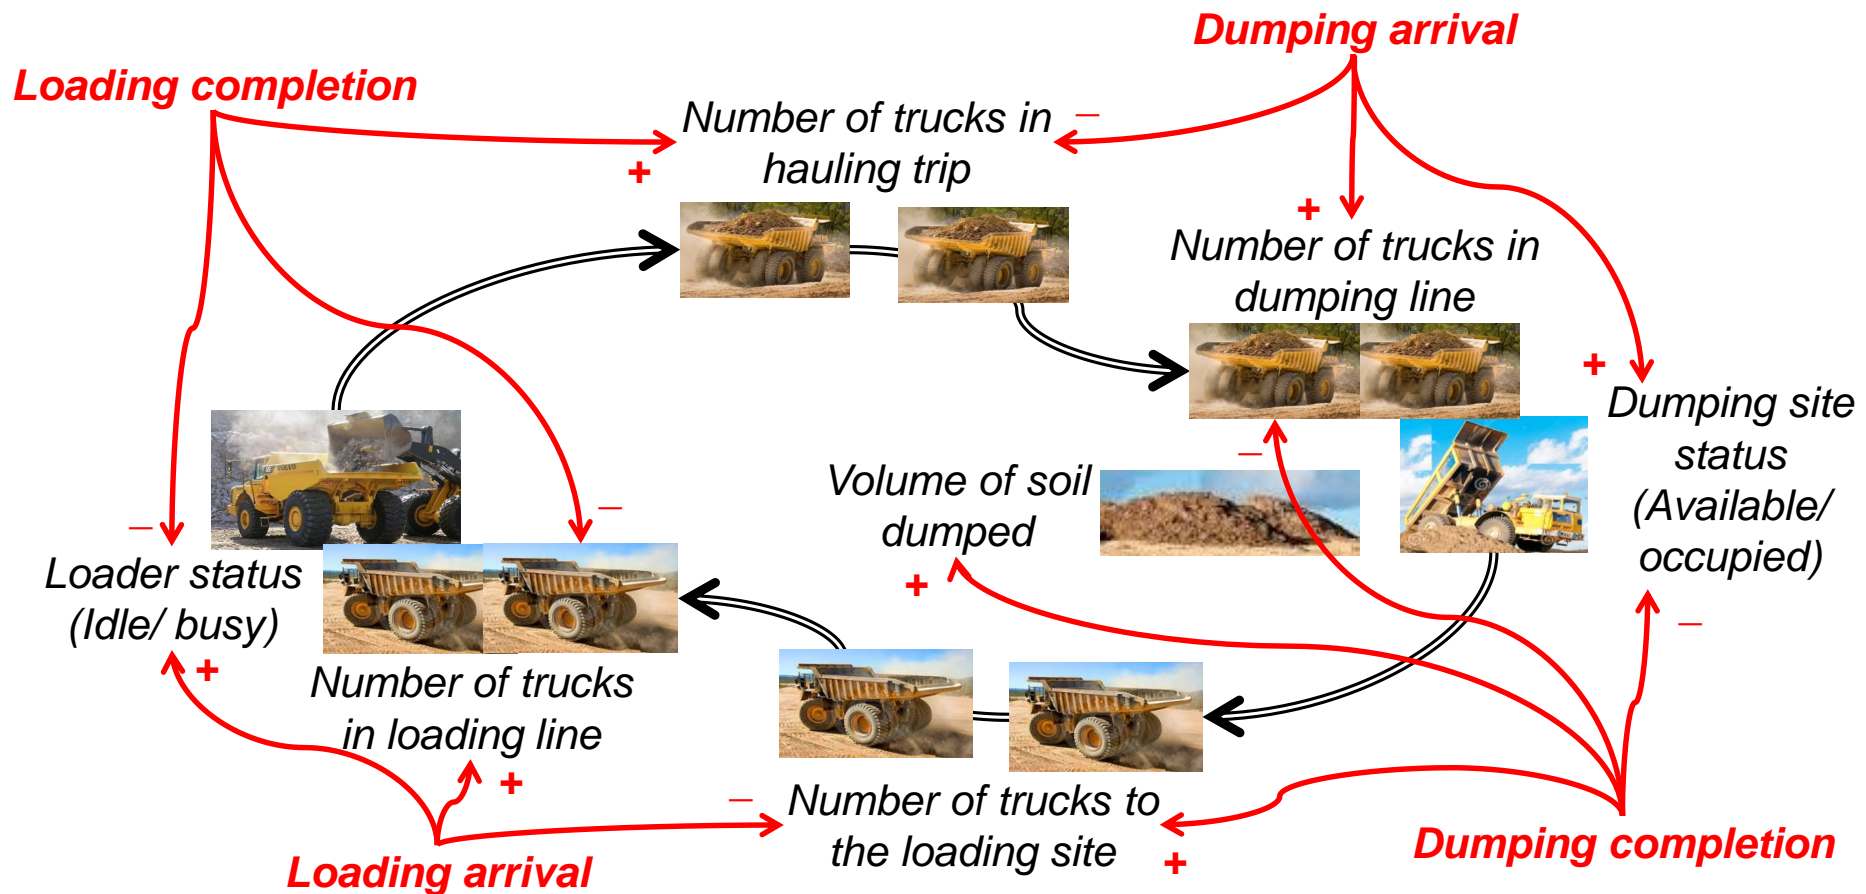 Dumping arrival
Loading completion
Number of trucks in
hauling trip
−
+
+
Number of trucks in
dumping line
+
Dumping site
status
(Available/
occupied)
−
Volume of soil
dumped
+
−
−
−
Loader status
(Idle/ busy)
+
Number of trucks
in loading line
+
−
Number of trucks to
the loading site
+
Dumping completion
Loading arrival